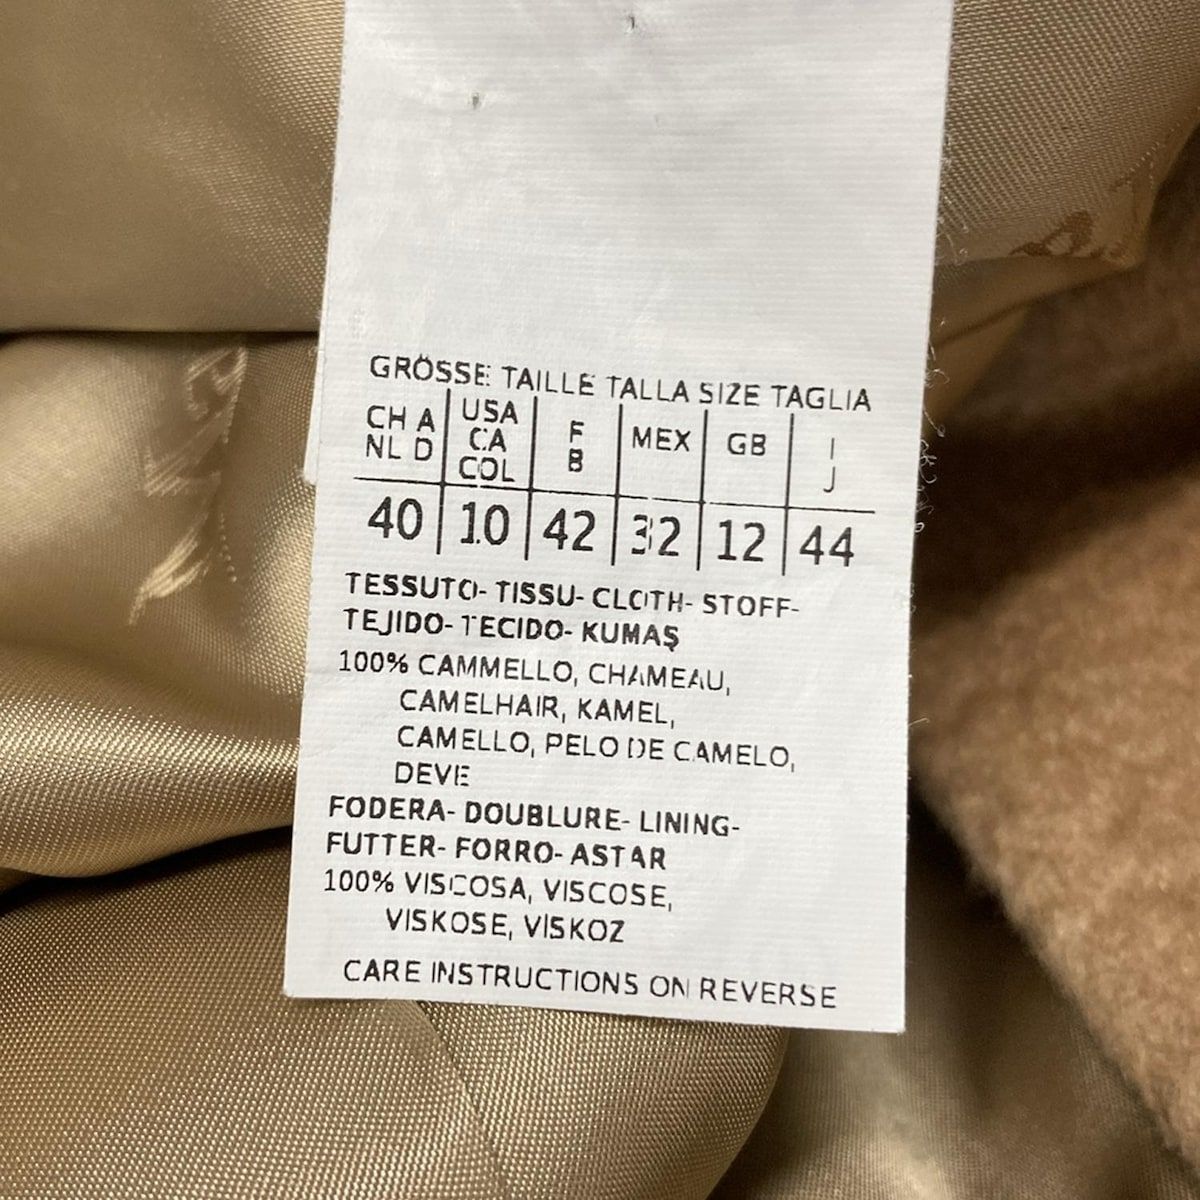 GRÖSSE TAILLE TALLA SIZE TAGLIA
CH A NL D | USA CA COL | F B | MEX | GB | I J
40 | 10 | 42 | 32 | 12 | 44
TESSUTO- TISSU- CLOTH- STOFF-
TEJIDO- TECIDO- KUMAŞ
100% CAMMELLO, CHAMEAU,
CAMELHAIR, KAMEL,
CAMELLO, PELO DE CAMELO,
DEVE
FODERA- DOUBLURE- LINING-
FUTTER- FORRO- ASTAR
100% VISCOSA, VISCOSE,
VISKOSE, VISKOZ
CARE INSTRUCTIONS ON REVERSE